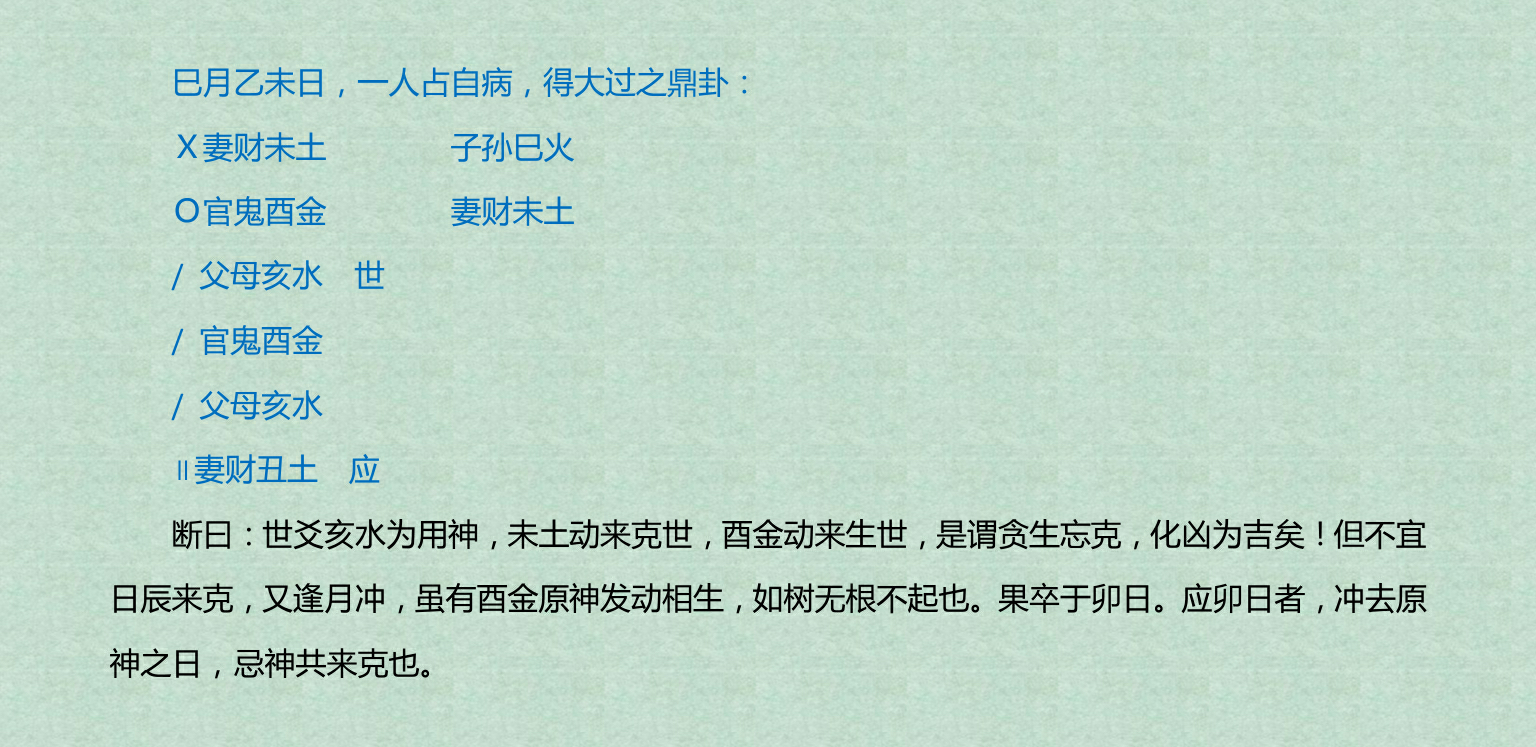 巳月乙未日，一人占自病，得大过之鼎卦：
X妻财未土 子孙巳火
O官鬼酉金 妻财未土
/ 父母亥水 世
/ 官鬼酉金
/ 父母亥水
〃妻财丑土 应
断曰：世爻亥水为用神，未土动来克世，酉金动来生世，是谓贪生忘克，化凶为吉矣！但不宜
日辰来克，又逢月冲，虽有酉金原神发动相生，如树无根不起也。果卒于卯日。应卯日者，冲去原
神之日，忌神共来克也。